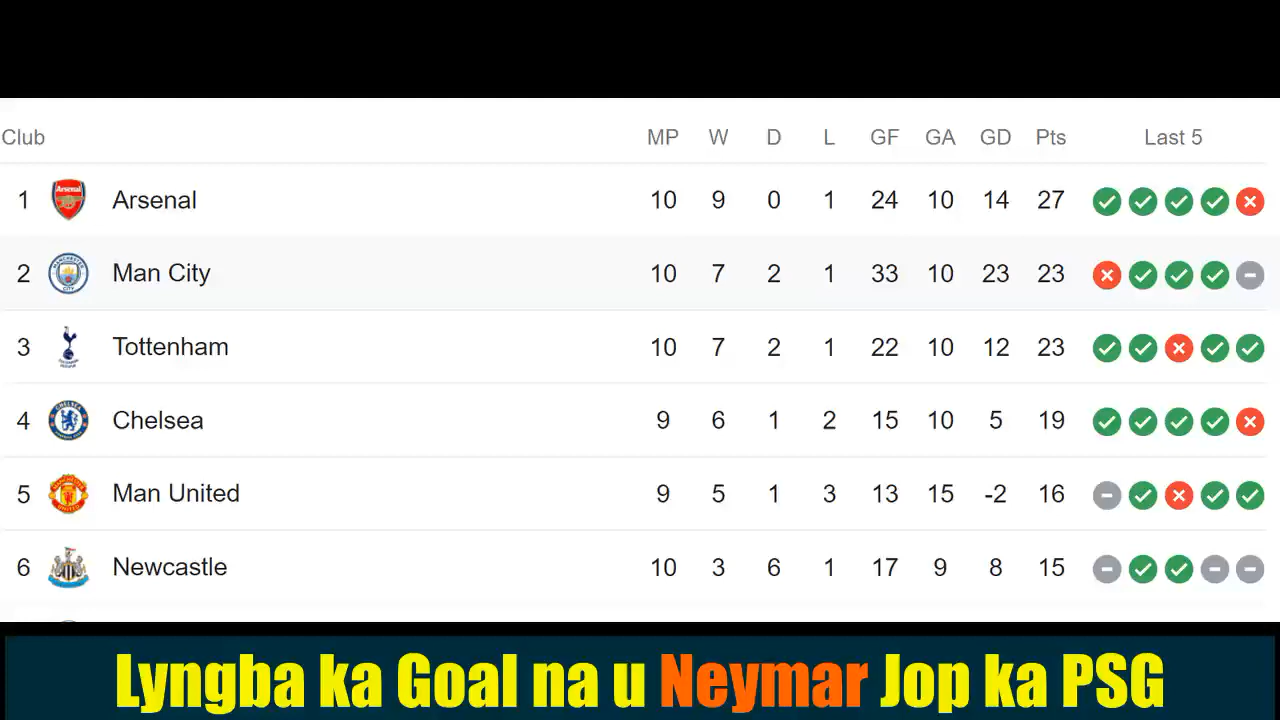 Club MP W D L GF GA GD Pts Last 5
1 Arsenal 10 9 0 1 24 10 14 27
2 Man City 10 7 2 1 33 10 23 23
3 Tottenham 10 7 2 1 22 10 12 23
4 Chelsea 9 6 1 2 15 10 5 19
5 Man United 9 5 1 3 13 15 -2 16
6 Newcastle 10 3 6 1 17 9 8 15
Lyngba ka Goal na u Neymar Jop ka PSG